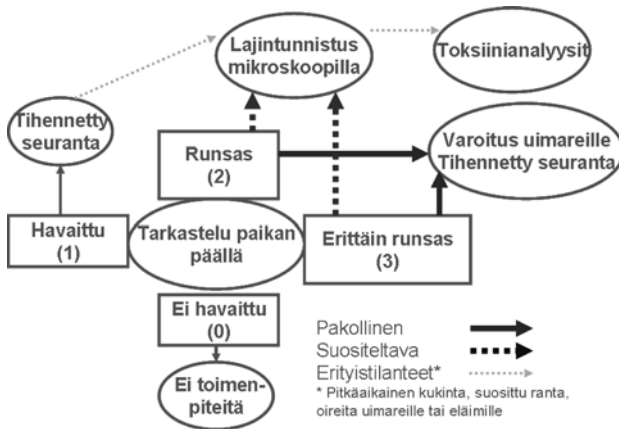 Lajintunnistus
mikroskoopilla
Toksiinianalyysit
Tihennetty
seuranta
Runsas
(2)
Varoitus uimareille
Tihennetty seuranta
Havaittu
(1)
Tarkastelu paikan
päällä
Erittäin runsas
(3)
Ei havaittu
(0)
Ei toimen-
piteitä
Pakollinen
Suositeltava
Erityistilanteet*
* Pitkäaikainen kukinta, suosittu ranta,
oireita uimareille tai eläimille